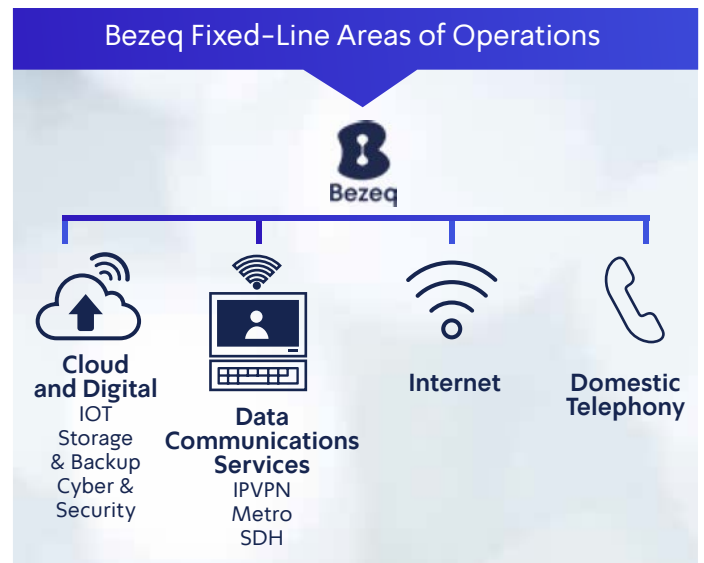 Bezeq Fixed-Line Areas of Operations
Bezeq
Cloud
and Digital
IOT
Storage
& Backup
Cyber &
Security
Data
Communications
Services
IPVPN
Metro
SDH
Internet
Domestic
Telephony